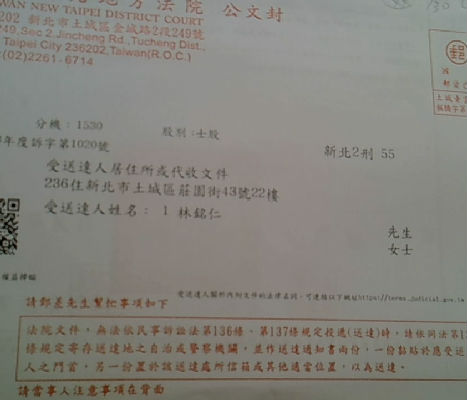 地方法院 公文封
WAN NEW TAIPEI DISTRICT COURT
202 新北市土城區金城路2段249號
249,Sec.2,Jincheng Rd.,Tucheng Dist.,
Taipei City 236202,Taiwan(R.O.C.)
(02)2261-6714
分機：1530
股別：士股
年度訴字第1020號
新北2刑 55
受送達人居住所或代收文件
236住新北市土城區莊園街43號22樓
受送達人姓名： 1 林銘仁
先生
女士
請郵差先生幫忙事項如下
法院文件，無法依民事訴訟法第136條、第137條規定投遞(送達)時，請依同法第1
條規定寄存送達地之自治或警察機關，並作送達通知書兩份，一份黏貼於應受送
人之門首，另一份置於該送達處所信箱或其他適當位置，以為送達。
請當事人注意事項在背面